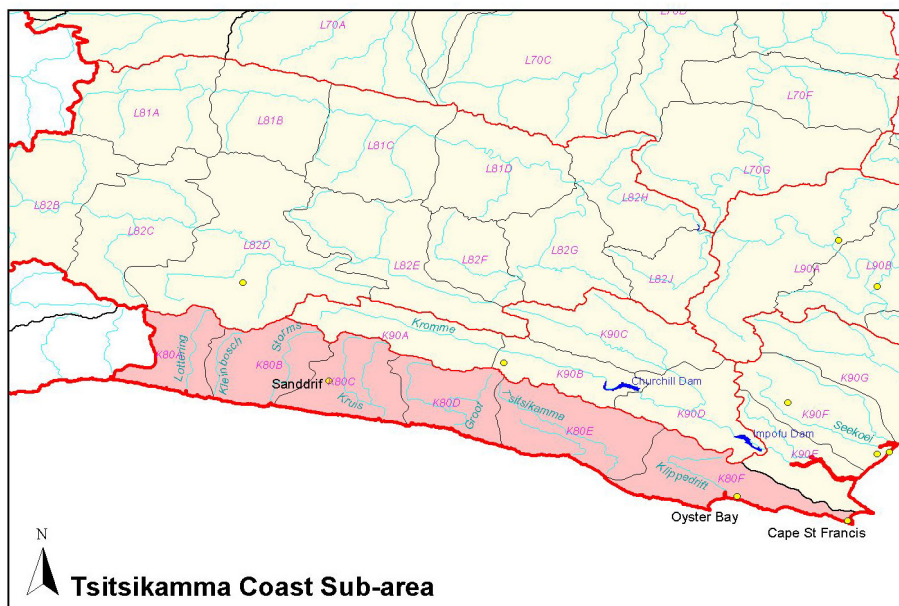 L70A
L70D
L70C
L70F
L81A
L81B
L81C
L81D
L70G
L82B
L82C
L82D
L82E
L82F
L82G
L82H
L82J
L90A
L90B
K90A
Kromme
K90C
K90B
Churchill Dam
K90D
K90G
K90F
Seekoei
Impofu Dam
K90E
K80A
Lottering
Kleinbosch
Storms
K80B
Sanddrif
K80C
Kruis
K80D
Groot
Tsitsikamma
K80E
Klippedrift
K80F
Oyster Bay
Cape St Francis
N
Tsitsikamma Coast Sub-area